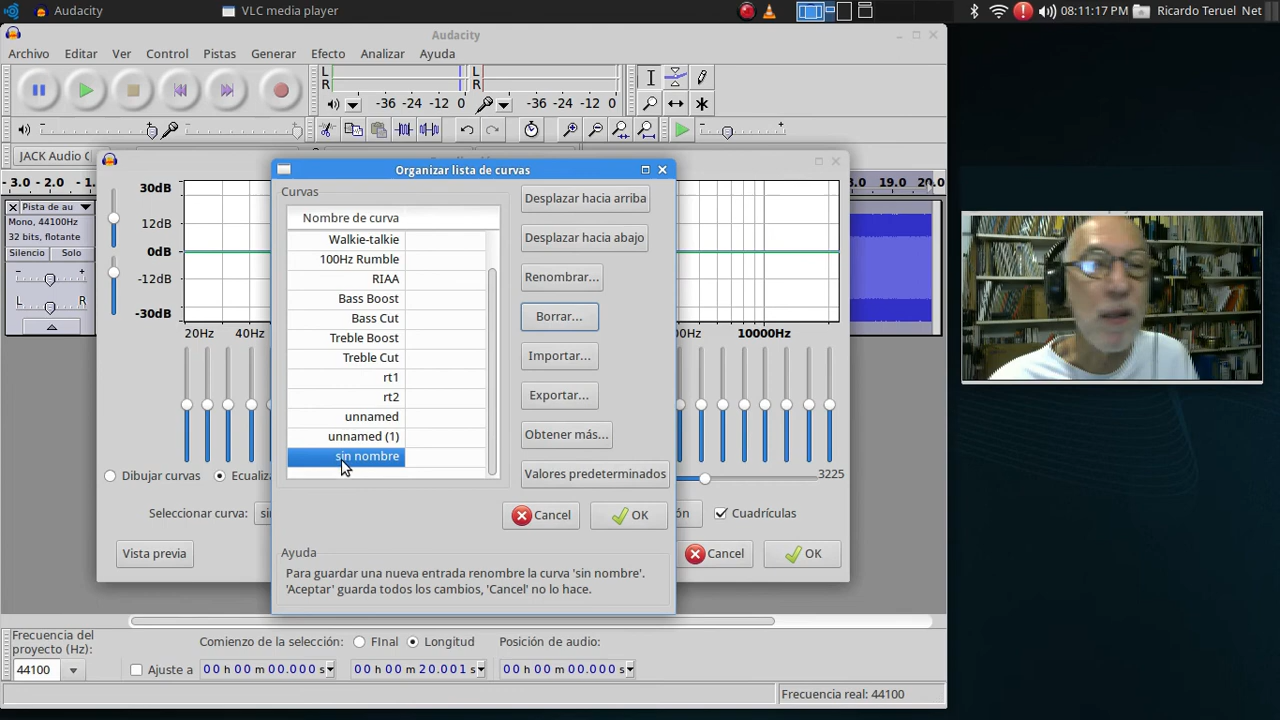 Audacity
VLC media player
08:11:17 PM
Ricardo Teruel Net
Audacity
Archivo Editar Ver Control Pistas Generar Efecto Analizar Ayuda
L
R
-36 -24 -12 0
L
R
-36 -24 -12 0
JACK Audio
- 3.0 - 2.0
19.0 20.0
Pista de au
Mono, 44100Hz
32 bits, flotante
Silencio Solo
- +
L R
30dB
12dB
0dB
-12dB
-30dB
20Hz 40Hz
10000Hz
Organizar lista de curvas
Curvas
Nombre de curva
Walkie-talkie
100Hz Rumble
RIAA
Bass Boost
Bass Cut
Treble Boost
Treble Cut
rt1
rt2
unnamed
unnamed (1)
sin nombre
Desplazar hacia arriba
Desplazar hacia abajo
Renombrar...
Borrar...
Importar...
Exportar...
Obtener más...
Valores predeterminados
Cancel OK
Ayuda
Para guardar una nueva entrada renombre la curva 'sin nombre'.
'Aceptar' guarda todos los cambios, 'Cancel' no lo hace.
Dibujar curvas
3225
Seleccionar curva:
Cuadrículas
Vista previa
Cancel OK
Frecuencia del
proyecto (Hz):
44100
Comienzo de la selección: FInal Longitud
Posición de audio:
Ajuste a
00 h 00 m 00.000 s
00 h 00 m 20.001 s
00 h 00 m 00.000 s
Frecuencia real: 44100